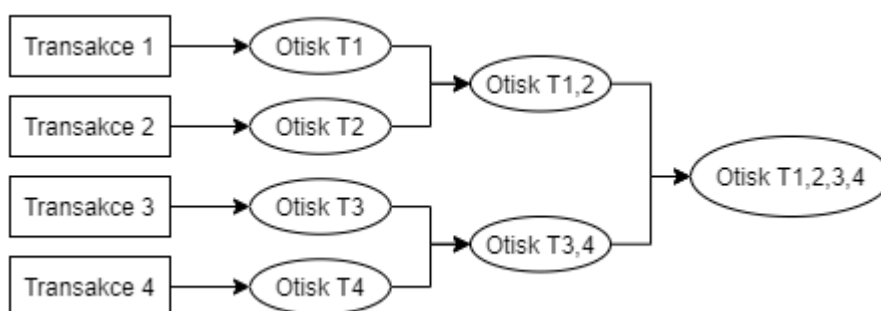 Transakce 1
Otisk T1
Otisk T1,2
Transakce 2
Otisk T2
Otisk T1,2,3,4
Transakce 3
Otisk T3
Otisk T3,4
Transakce 4
Otisk T4